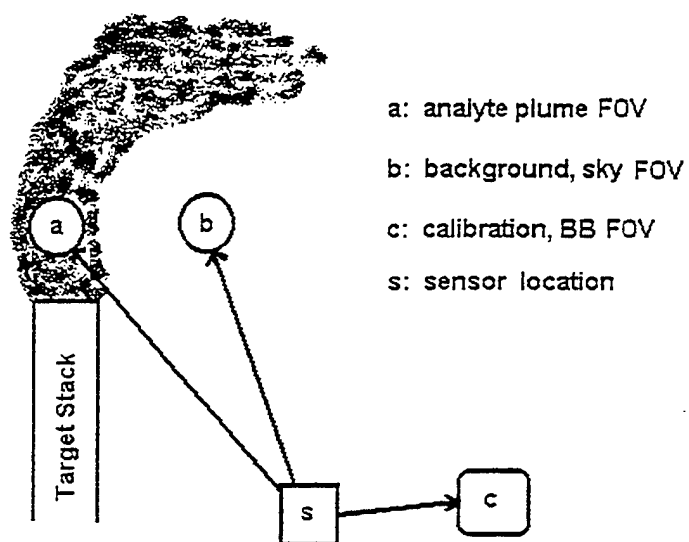 a: analyte plume FOV
b: background, sky FOV
c: calibration, BB FOV
s: sensor location
a
b
Target Stack
s
c